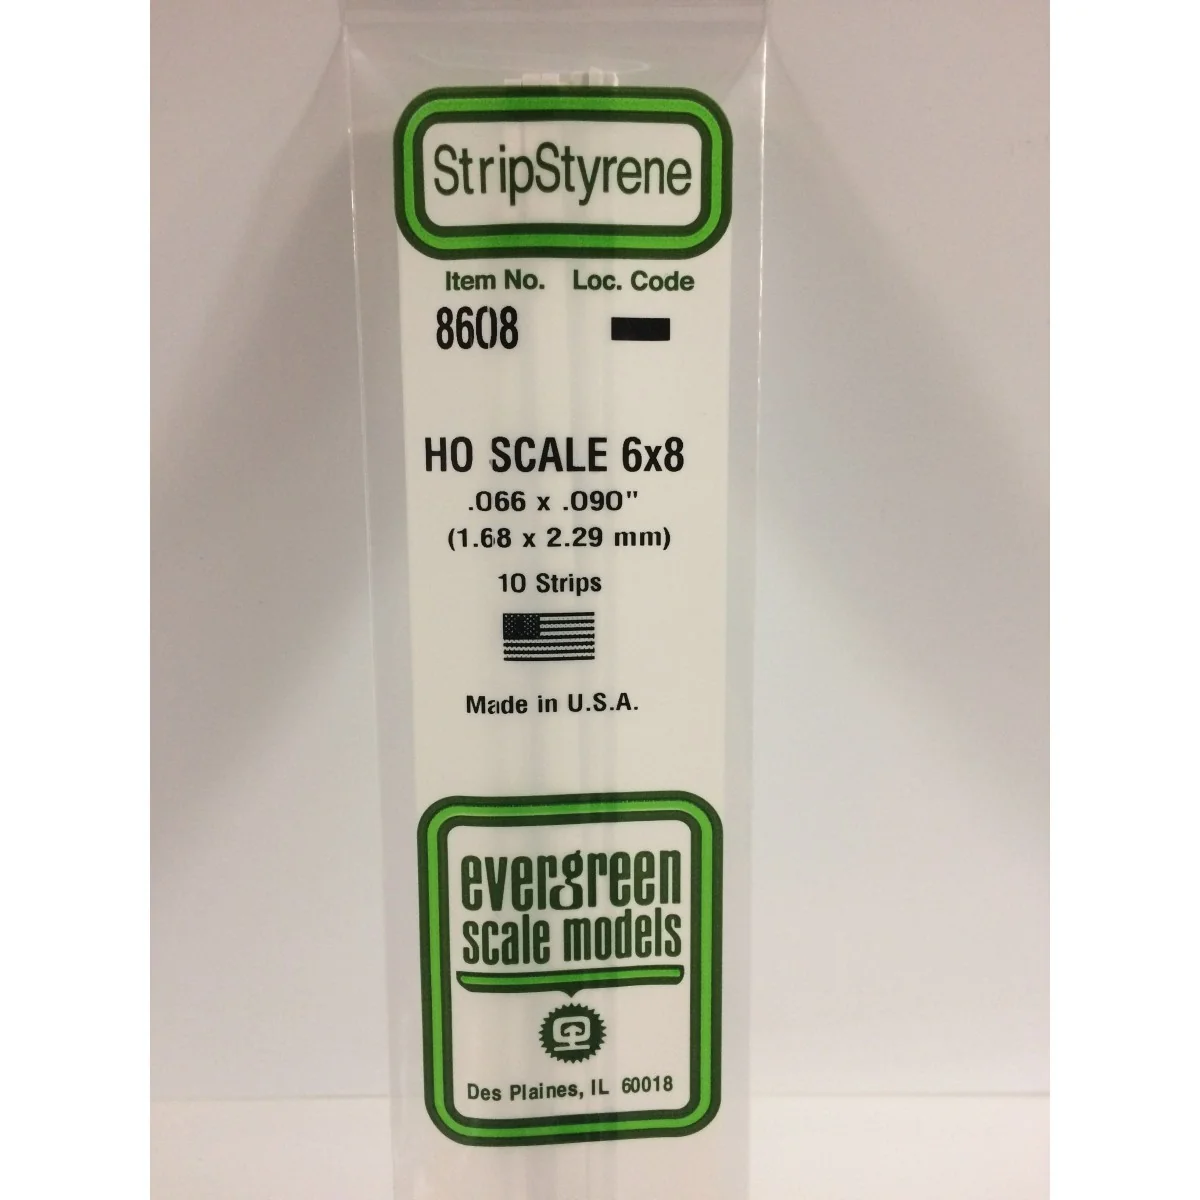 StripStyrene
Item No. Loc. Code
8608
HO SCALE 6x8
.066 x .090"
(1.68 x 2.29 mm)
10 Strips
Made in U.S.A.
evergreen
scale models
Des Plaines, IL 60018